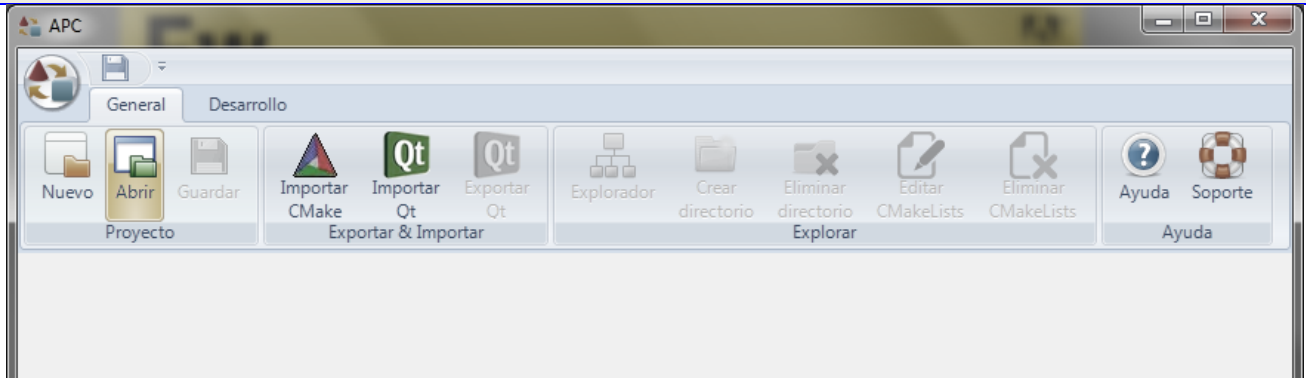 APC
General Desarrollo
Nuevo Abrir Guardar
Importar CMake
Importar Qt
Exportar Qt
Explorador
Crear directorio
Eliminar directorio
Editar CMakeLists
Eliminar CMakeLists
Ayuda Soporte
Proyecto Exportar & Importar Explorar Ayuda